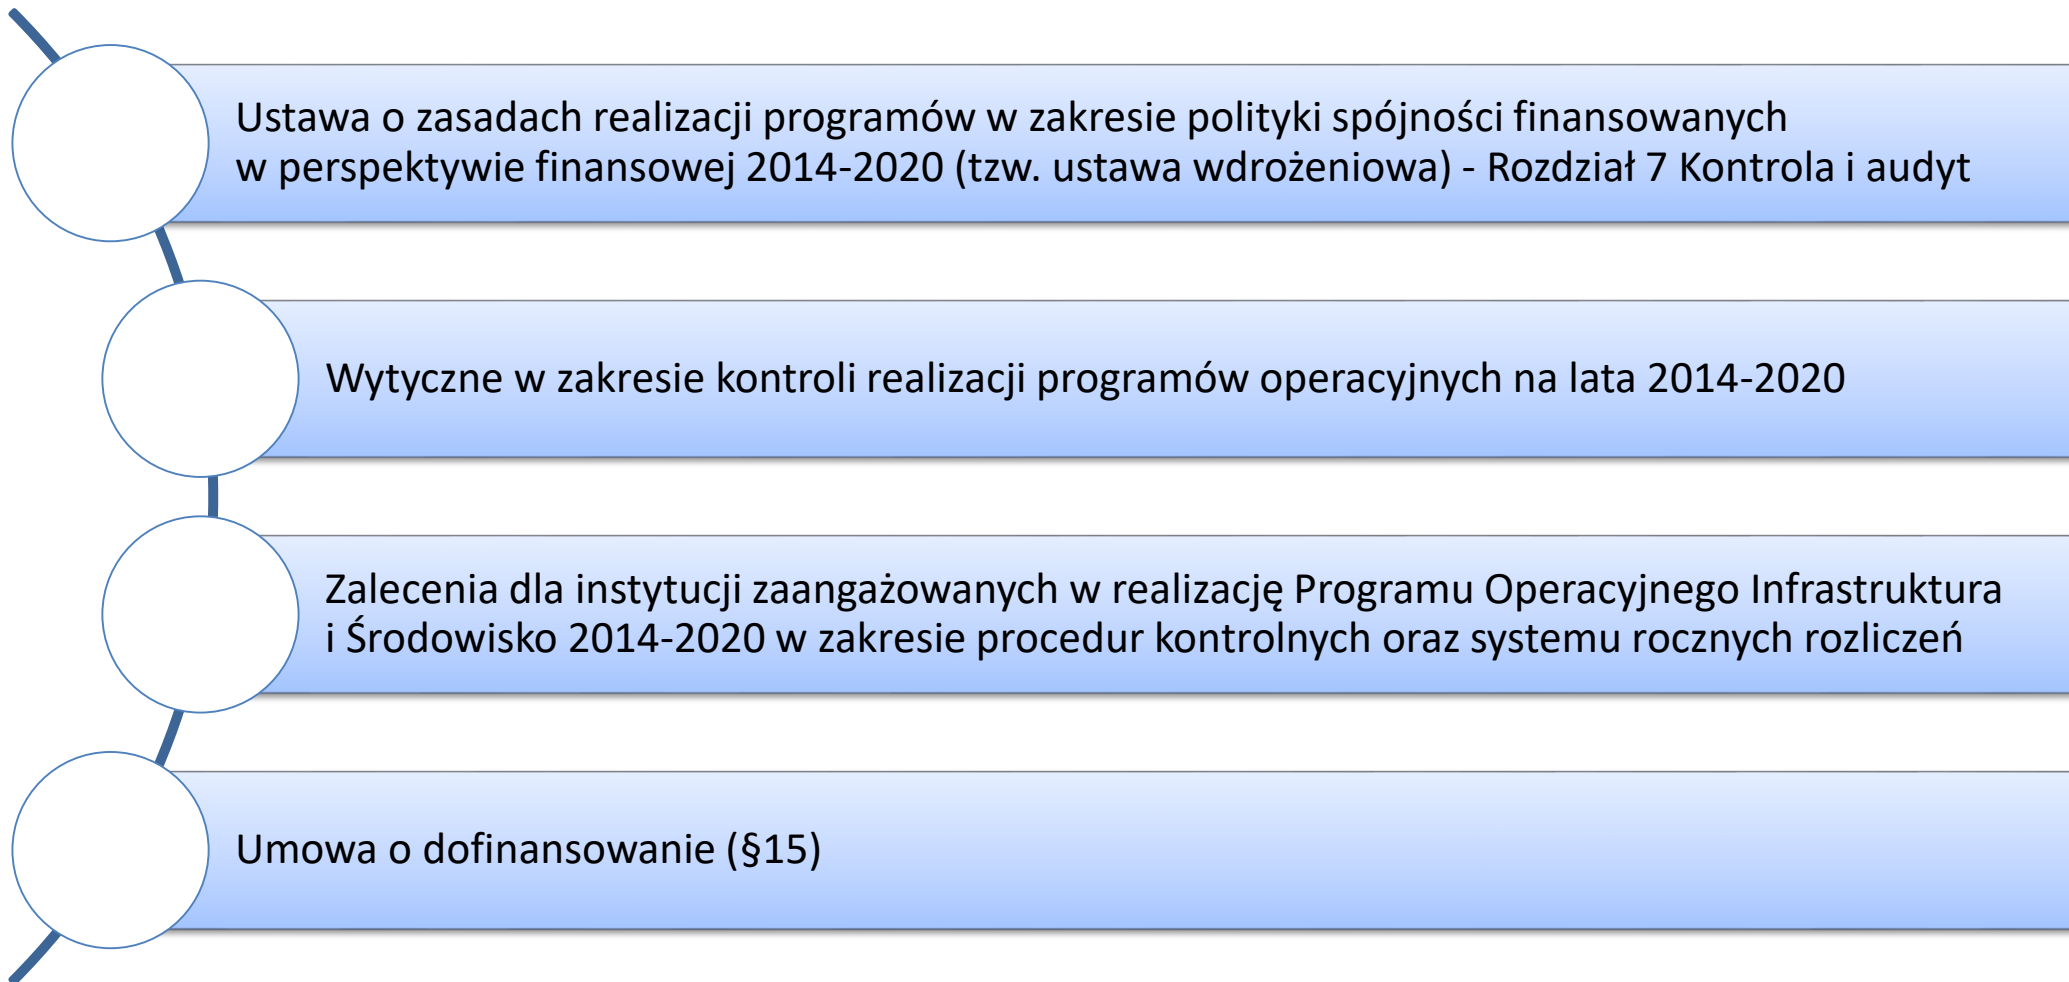 Ustawa o zasadach realizacji programów w zakresie polityki spójności finansowanych
w perspektywie finansowej 2014-2020 (tzw. ustawa wdrożeniowa) - Rozdział 7 Kontrola i audyt
Wytyczne w zakresie kontroli realizacji programów operacyjnych na lata 2014-2020
Zalecenia dla instytucji zaangażowanych w realizację Programu Operacyjnego Infrastruktura
i Środowisko 2014-2020 w zakresie procedur kontrolnych oraz systemu rocznych rozliczeń
Umowa o dofinansowanie (§15)